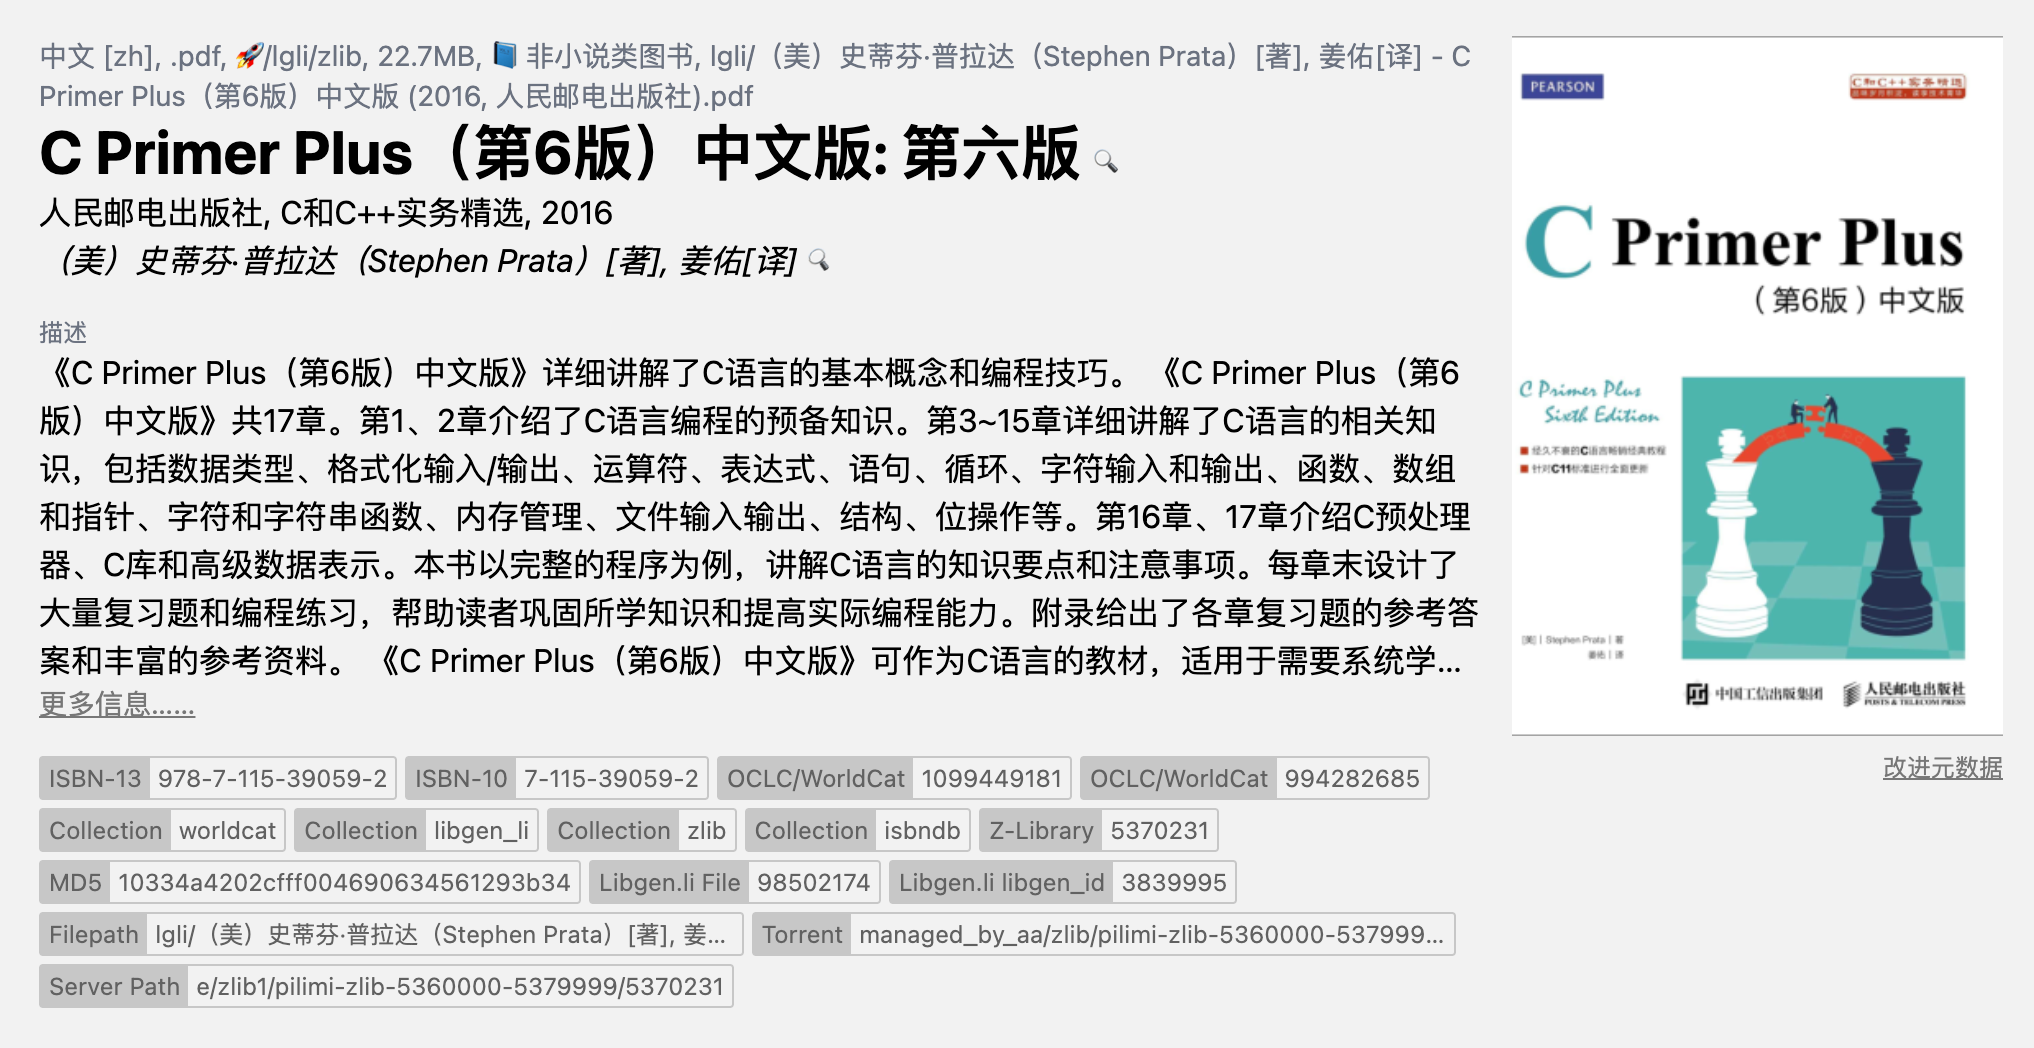 中文 [zh], .pdf, 🚀/lgli/zlib, 22.7MB, 📘 非小说类图书, lgli/（美）史蒂芬·普拉达（Stephen Prata）[著], 姜佑[译] - C
Primer Plus（第6版）中文版 (2016, 人民邮电出版社).pdf
C Primer Plus（第6版）中文版: 第六版 🔍
人民邮电出版社, C和C++实务精选, 2016
（美）史蒂芬·普拉达（Stephen Prata）[著], 姜佑[译] 🔍
描述
《C Primer Plus（第6版）中文版》详细讲解了C语言的基本概念和编程技巧。 《C Primer Plus（第6
版）中文版》共17章。第1、2章介绍了C语言编程的预备知识。第3~15章详细讲解了C语言的相关知
识，包括数据类型、格式化输入/输出、运算符、表达式、语句、循环、字符输入和输出、函数、数组
和指针、字符和字符串函数、内存管理、文件输入输出、结构、位操作等。第16章、17章介绍C预处理
器、C库和高级数据表示。本书以完整的程序为例，讲解C语言的知识要点和注意事项。每章末设计了
大量复习题和编程练习，帮助读者巩固所学知识和提高实际编程能力。附录给出了各章复习题的参考答
案和丰富的参考资料。 《C Primer Plus（第6版）中文版》可作为C语言的教材，适用于需要系统学...
更多信息……
ISBN-13 978-7-115-39059-2 ISBN-10 7-115-39059-2 OCLC/WorldCat 1099449181 OCLC/WorldCat 994282685
Collection worldcat Collection libgen_li Collection zlib Collection isbndb Z-Library 5370231
MD5 10334a4202cfff004690634561293b34 Libgen.li File 98502174 Libgen.li libgen_id 3839995
Filepath lgli/（美）史蒂芬·普拉达（Stephen Prata）[著], 姜... Torrent managed_by_aa/zlib/pilimi-zlib-5360000-537999...
Server Path e/zlib1/pilimi-zlib-5360000-5379999/5370231
PEARSON
C和C++实务精选
C Primer Plus
（第6版）中文版
C Primer Plus
Sixth Edition
经久不衰的C语言畅销经典教程
针对C11标准进行全面更新
[美] Stephen Prata 著
姜佑 译
中国工信出版集团
人民邮电出版社
POSTS & TELECOM PRESS
改进元数据